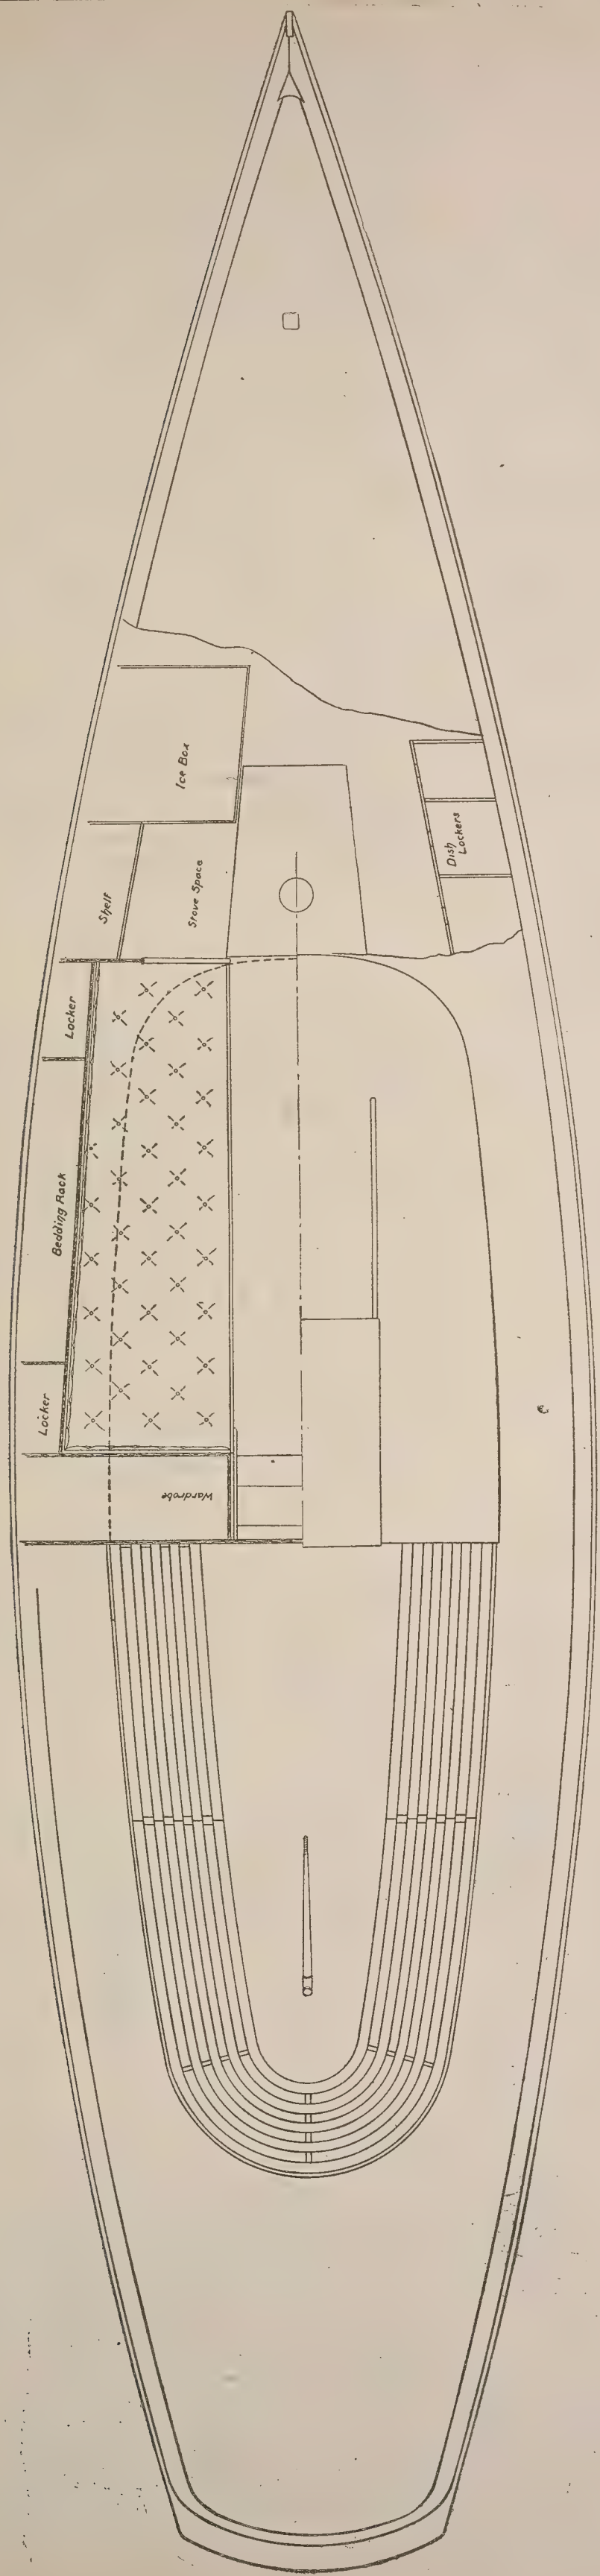 Ice Box
Dish
Lockers
Shelf
Stove Space
Locker
Bedding Rack
Locker
Wardrobe